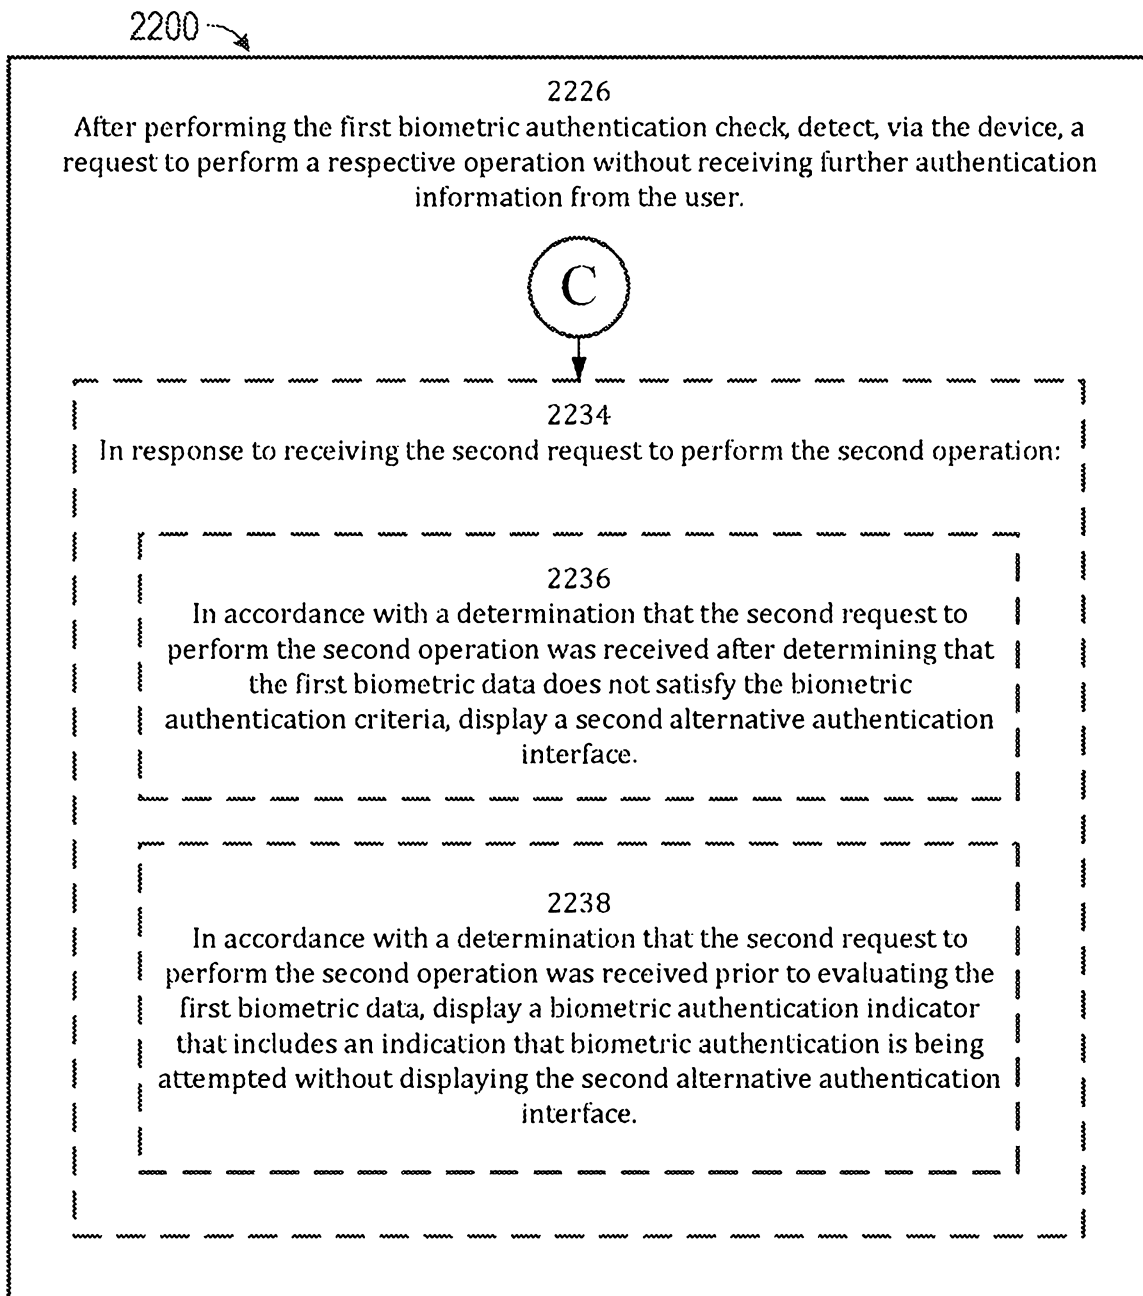 2200
2226
After performing the first biometric authentication check, detect, via the device, a
request to perform a respective operation without receiving further authentication
information from the user.
C
2234
In response to receiving the second request to perform the second operation:
2236
In accordance with a determination that the second request to
perform the second operation was received after determining that
the first biometric data does not satisfy the biometric
authentication criteria, display a second alternative authentication
interface.
2238
In accordance with a determination that the second request to
perform the second operation was received prior to evaluating the
first biometric data, display a biometric authentication indicator
that includes an indication that biometric authentication is being
attempted without displaying the second alternative authentication
interface.